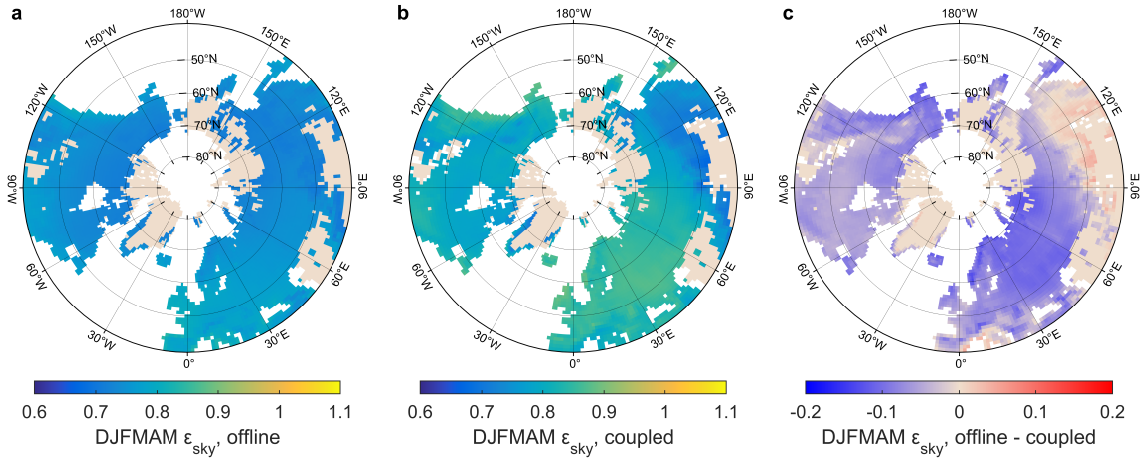 a
180°W
150°W
150°E
120°W
120°E
50°N
60°N
70°N
80°N
90°W
90°E
60°W
60°E
30°W
30°E
0°
0.6 0.7 0.8 0.9 1 1.1
DJFMAM ε_sky, offline
b
180°W
150°W
150°E
120°W
120°E
50°N
60°N
70°N
80°N
90°W
90°E
60°W
60°E
30°W
30°E
0°
0.6 0.7 0.8 0.9 1 1.1
DJFMAM ε_sky, coupled
c
180°W
150°W
150°E
120°W
120°E
50°N
60°N
70°N
80°N
90°W
90°E
60°W
60°E
30°W
30°E
0°
-0.2 -0.1 0 0.1 0.2
DJFMAM ε_sky, offline - coupled